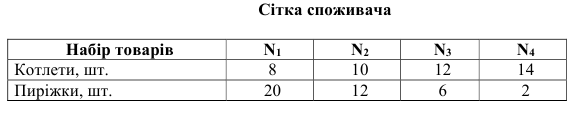 Сітка споживача
Набір товарів N₁ N₂ N₃ N₄
Котлети, шт. 8 10 12 14
Пиріжки, шт. 20 12 6 2